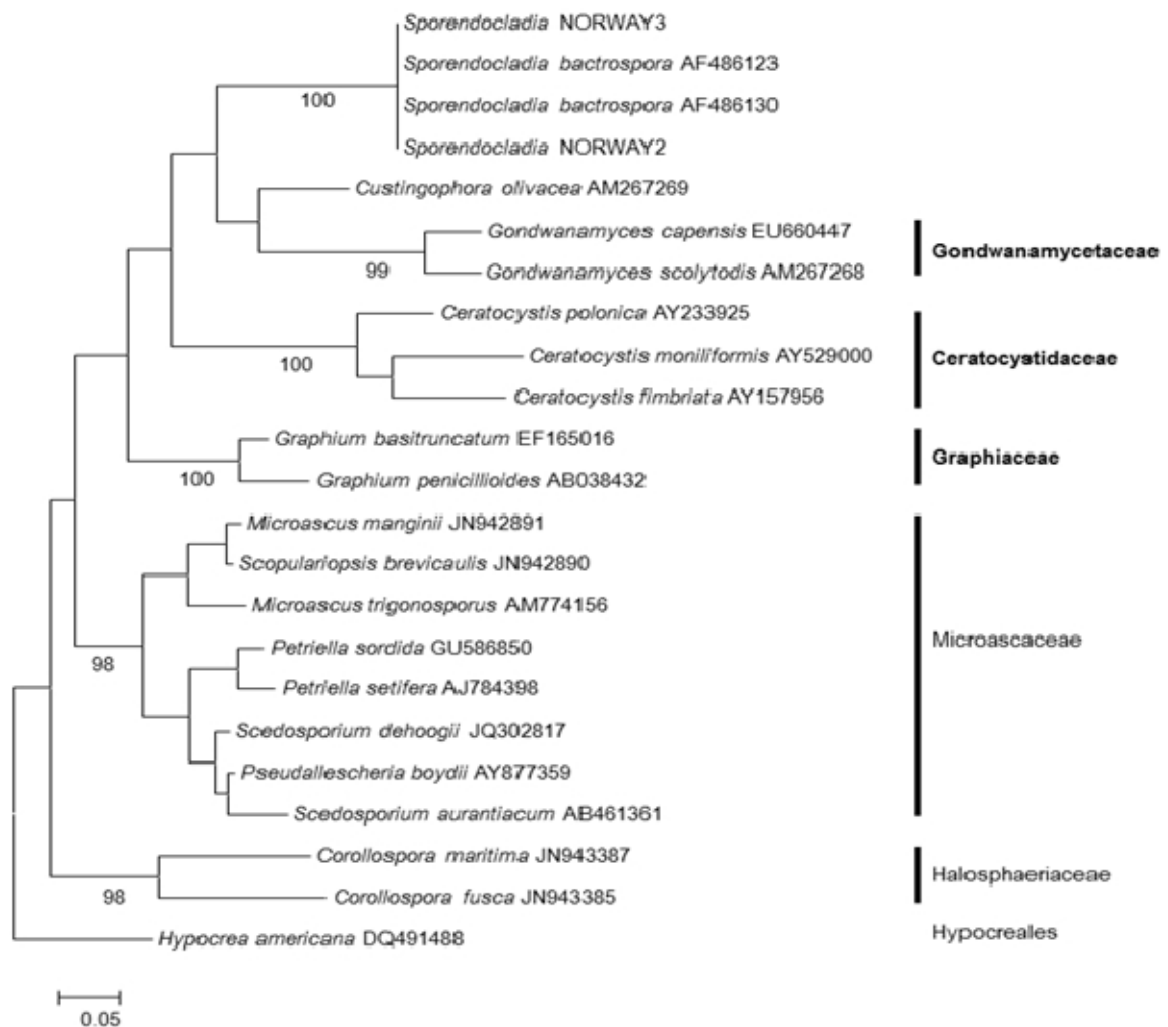 Sporendocladia NORWAY3
Sporendocladia bactrospora AF486123
100
Sporendocladia bactrospora AF486130
Sporendocladia NORWAY2
Custingophora olivacea AM267269
Gondwanamyces capensis EU660447
Gondwanamycetaceae
99
Gondwanamyces scolytodis AM267268
Ceratocystis polonica AY233925
Ceratocystis moniliformis AY529000
Ceratocystidaceae
100
Ceratocystis fimbriata AY157956
Graphium basitruncatum EF165016
Graphiaceae
100
Graphium penicillioides AB038432
Microascus manginii JN942891
Scopulariopsis brevicaulis JN942890
Microascus trigonosporus AM774156
Microascaceae
98
Petriella sordida GU586850
Petriella setifera AJ784398
Scedosporium dehoogii JQ302817
Pseudallescheria boydii AY877359
Scedosporium aurantiacum AB461361
Corollospora maritima JN943387
Halosphaeriaceae
98
Corollospora fusca JN943385
Hypocrea americana DQ491488
Hypocrealles
0.05